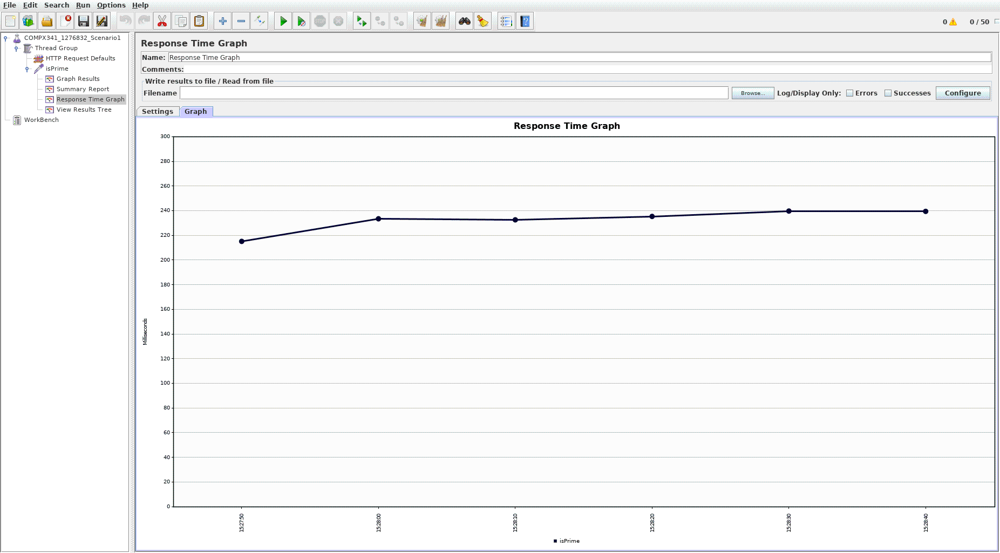 File Edit Search Run Options Help
0 0 / 50
COMPX341_1276832_Scenario1
Thread Group
HTTP Request Defaults
isPrime
Graph Results
Summary Report
Response Time Graph
View Results Tree
WorkBench
Response Time Graph
Name: Response Time Graph
Comments:
Write results to file / Read from file
Filename Browse... Log/Display Only: Errors Successes Configure
Settings Graph
Response Time Graph
300
280
260
240
220
200
180
160
140
120
100
80
60
40
20
0
Milliseconds
15:27:50 15:28:00 15:28:10 15:28:20 15:28:30 15:28:40
isPrime